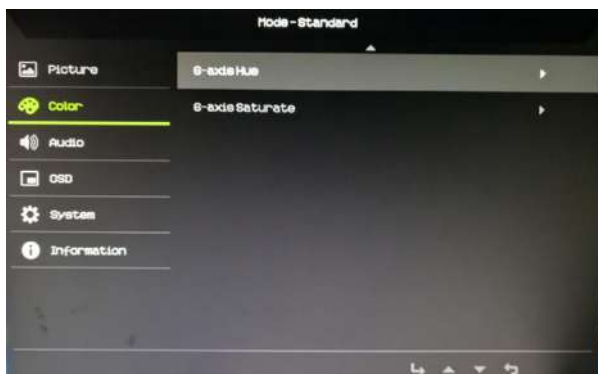 Mode - Standard
Picture
6-axis Hue
Color
6-axis Saturate
Audio
OSD
System
Information